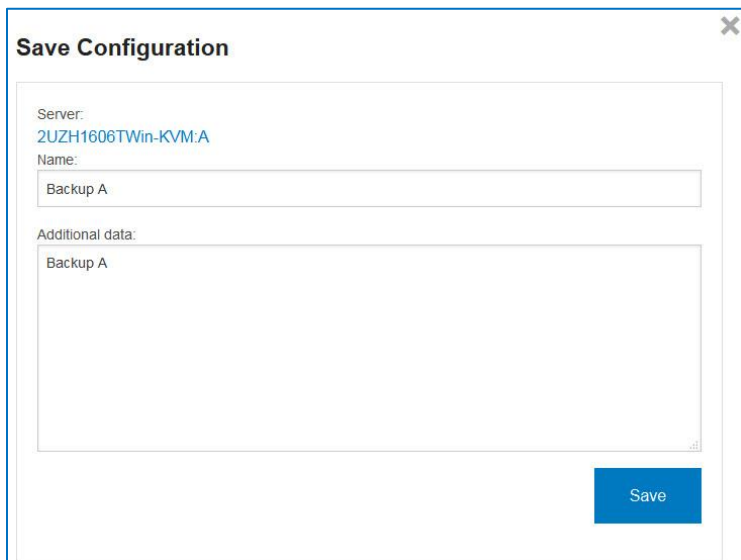 Save Configuration
Server:
2UZH1606TWin-KVM:A
Name:
Backup A
Additional data:
Backup A
Save